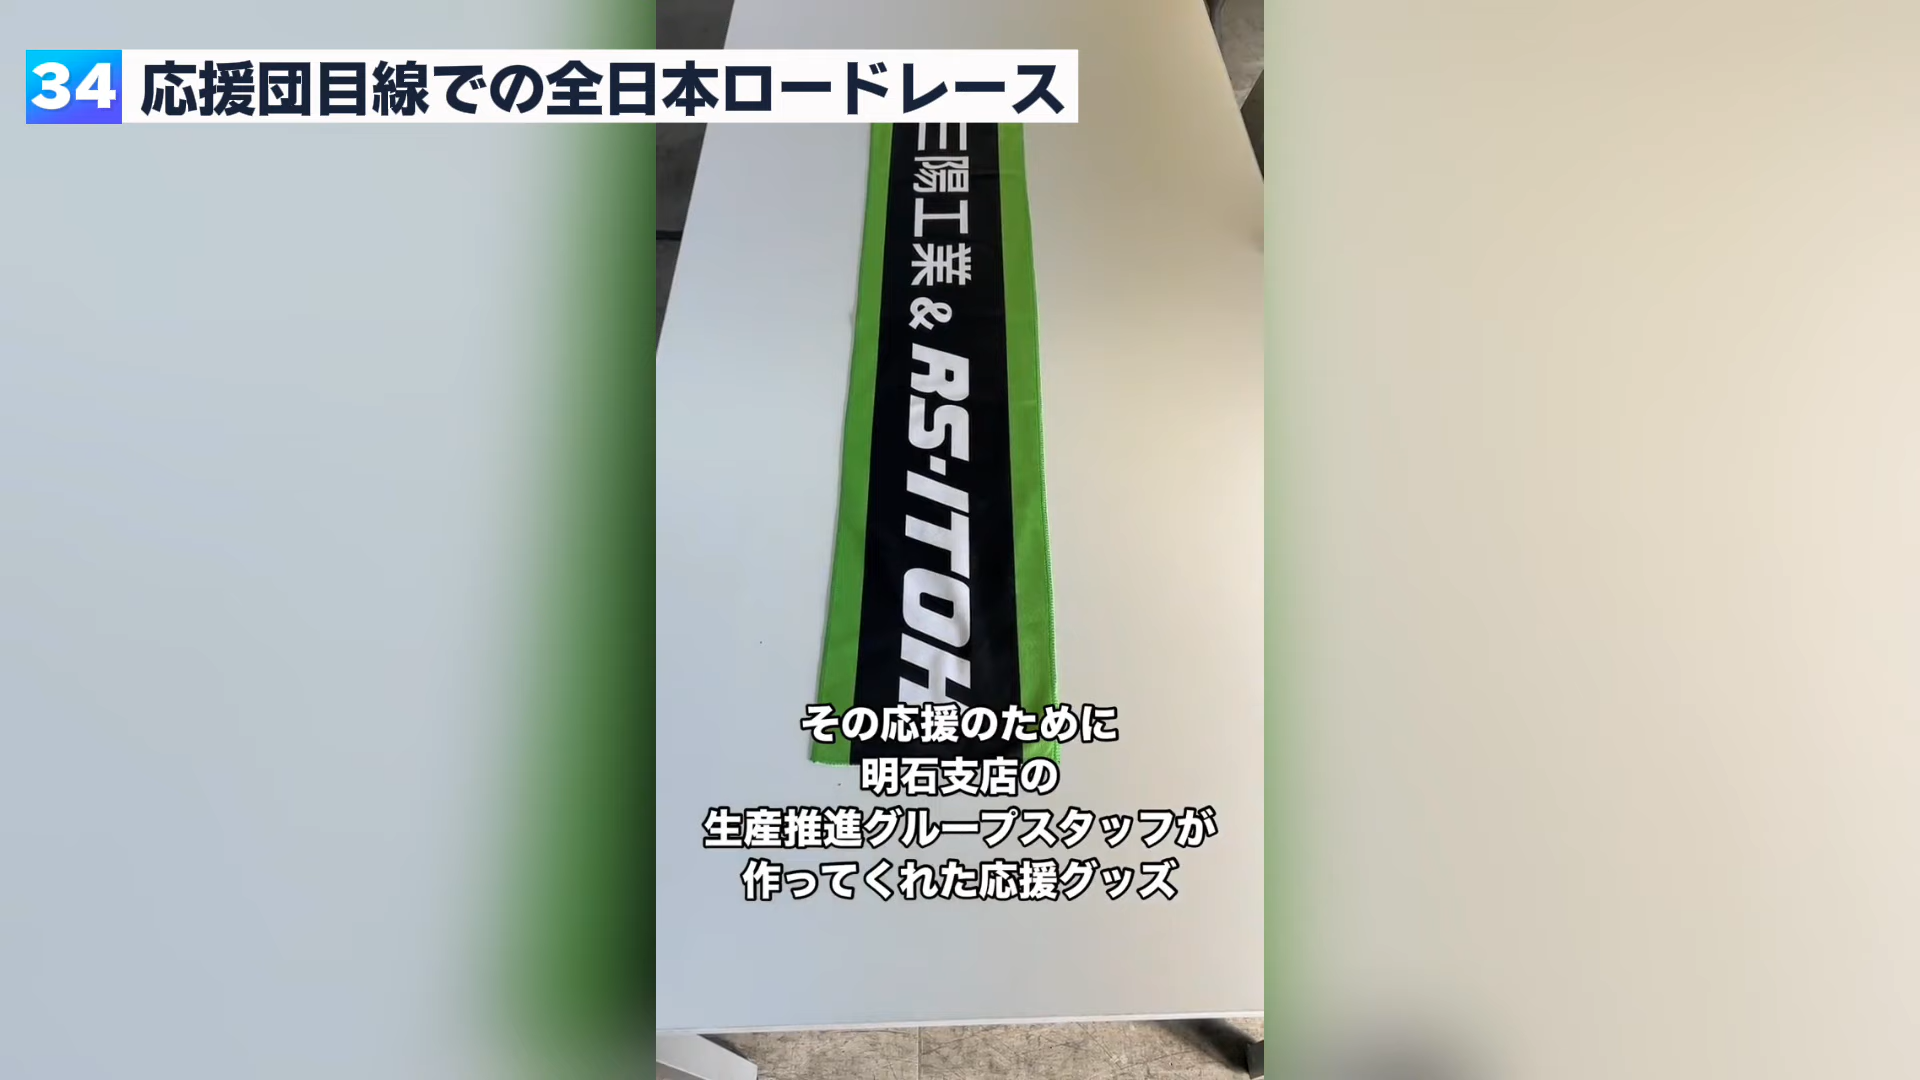 34 応援団目線での全日本ロードレース
三陽工業 & RS-ITOH
その応援のために
明石支店の
生産推進グループスタッフが
作ってくれた応援グッズ